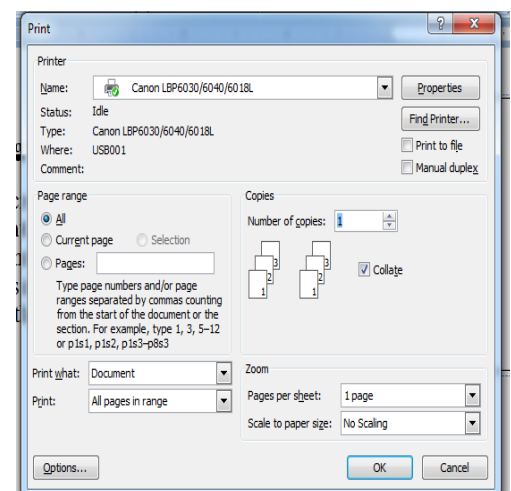 Print
Printer
Name: Canon LBP6030/6040/6018L Properties
Status: Idle Find Printer...
Type: Canon LBP6030/6040/6018L
Where: USB001 Print to file
Comment: Manual duplex
Page range
All
Current page Selection
Pages:
Type page numbers and/or page
ranges separated by commas counting
from the start of the document or the
section. For example, type 1, 3, 5–12
or p1s1, p1s2, p1s3–p8s3
Copies
Number of copies: 1
3 3
2 2
1 1
Collate
Print what: Document
Print: All pages in range
Zoom
Pages per sheet: 1 page
Scale to paper size: No Scaling
Options... OK Cancel